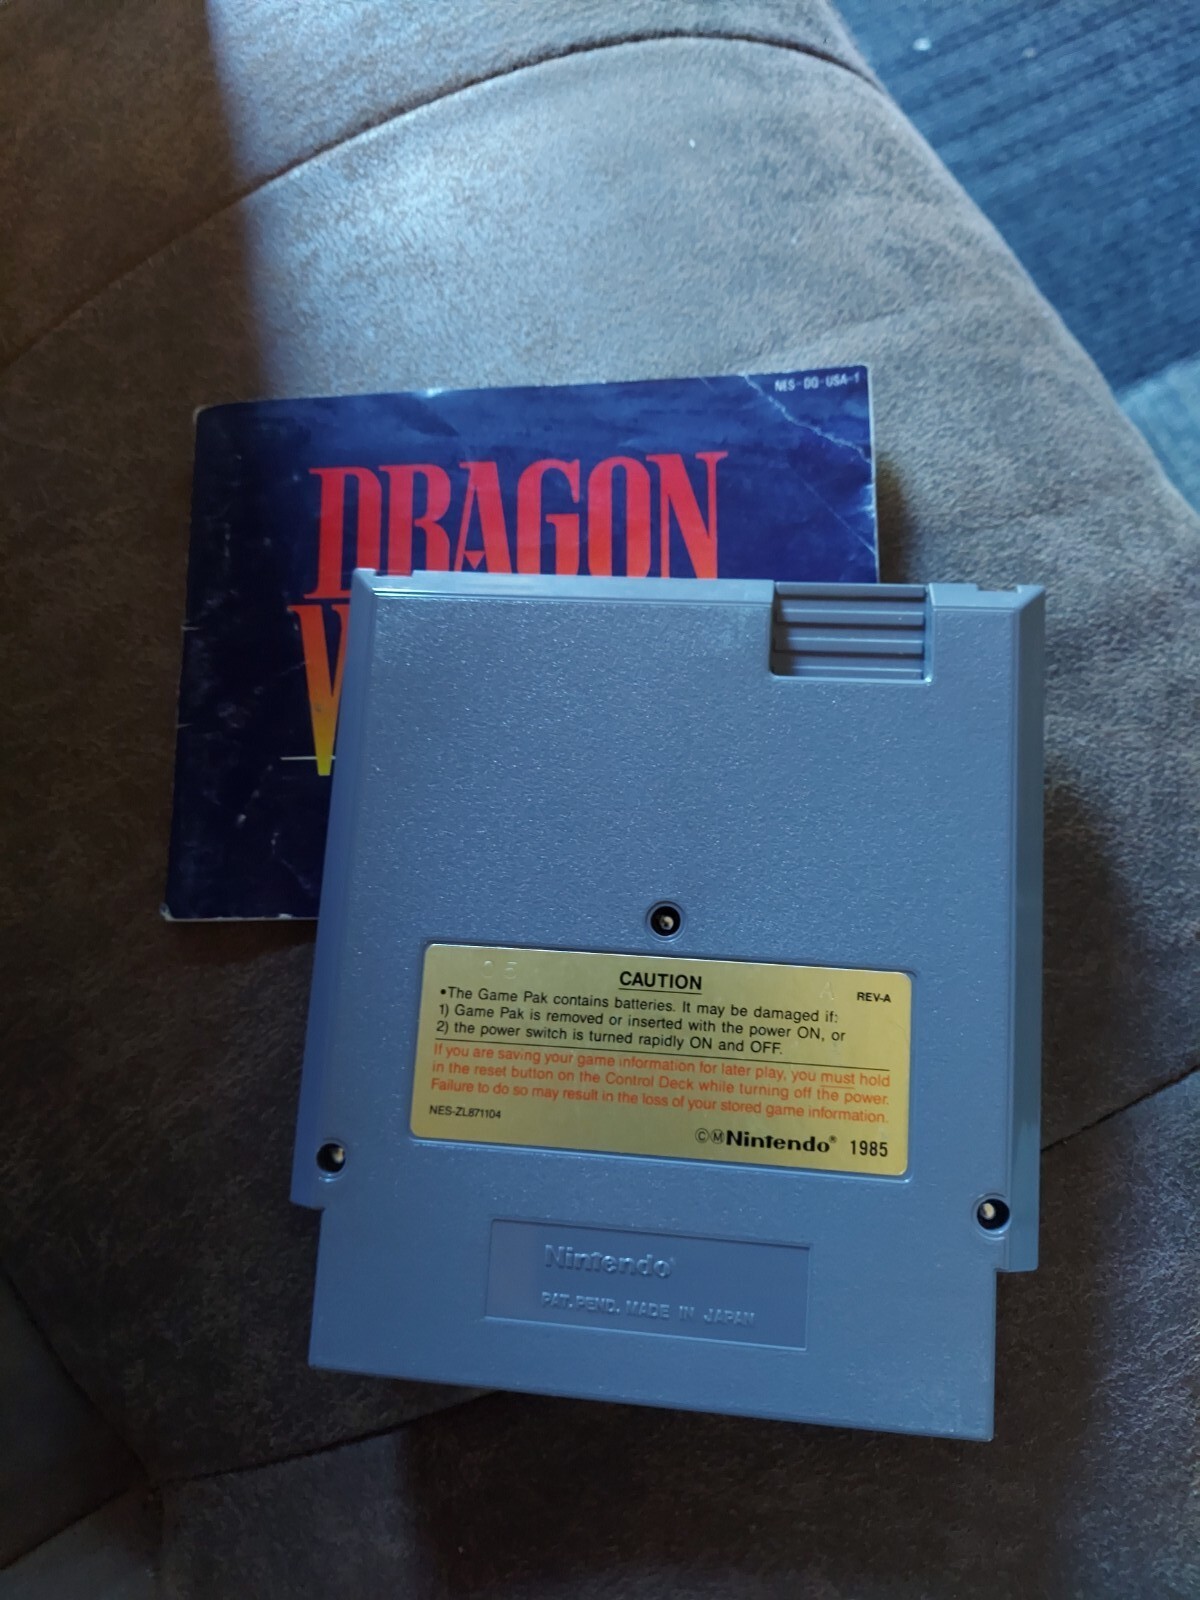 NES-DQ-USA-1
DRAGON
W
05 A
CAUTION
REV-A
•The Game Pak contains batteries. It may be damaged if:
1) Game Pak is removed or inserted with the power ON, or
2) the power switch is turned rapidly ON and OFF.
If you are saving your game information for later play, you must hold
in the reset button on the Control Deck while turning off the power.
Failure to do so may result in the loss of your stored game information.
NES-ZL871104
©ⓂNintendo® 1985
Nintendo®
PAT. PEND. MADE IN JAPAN